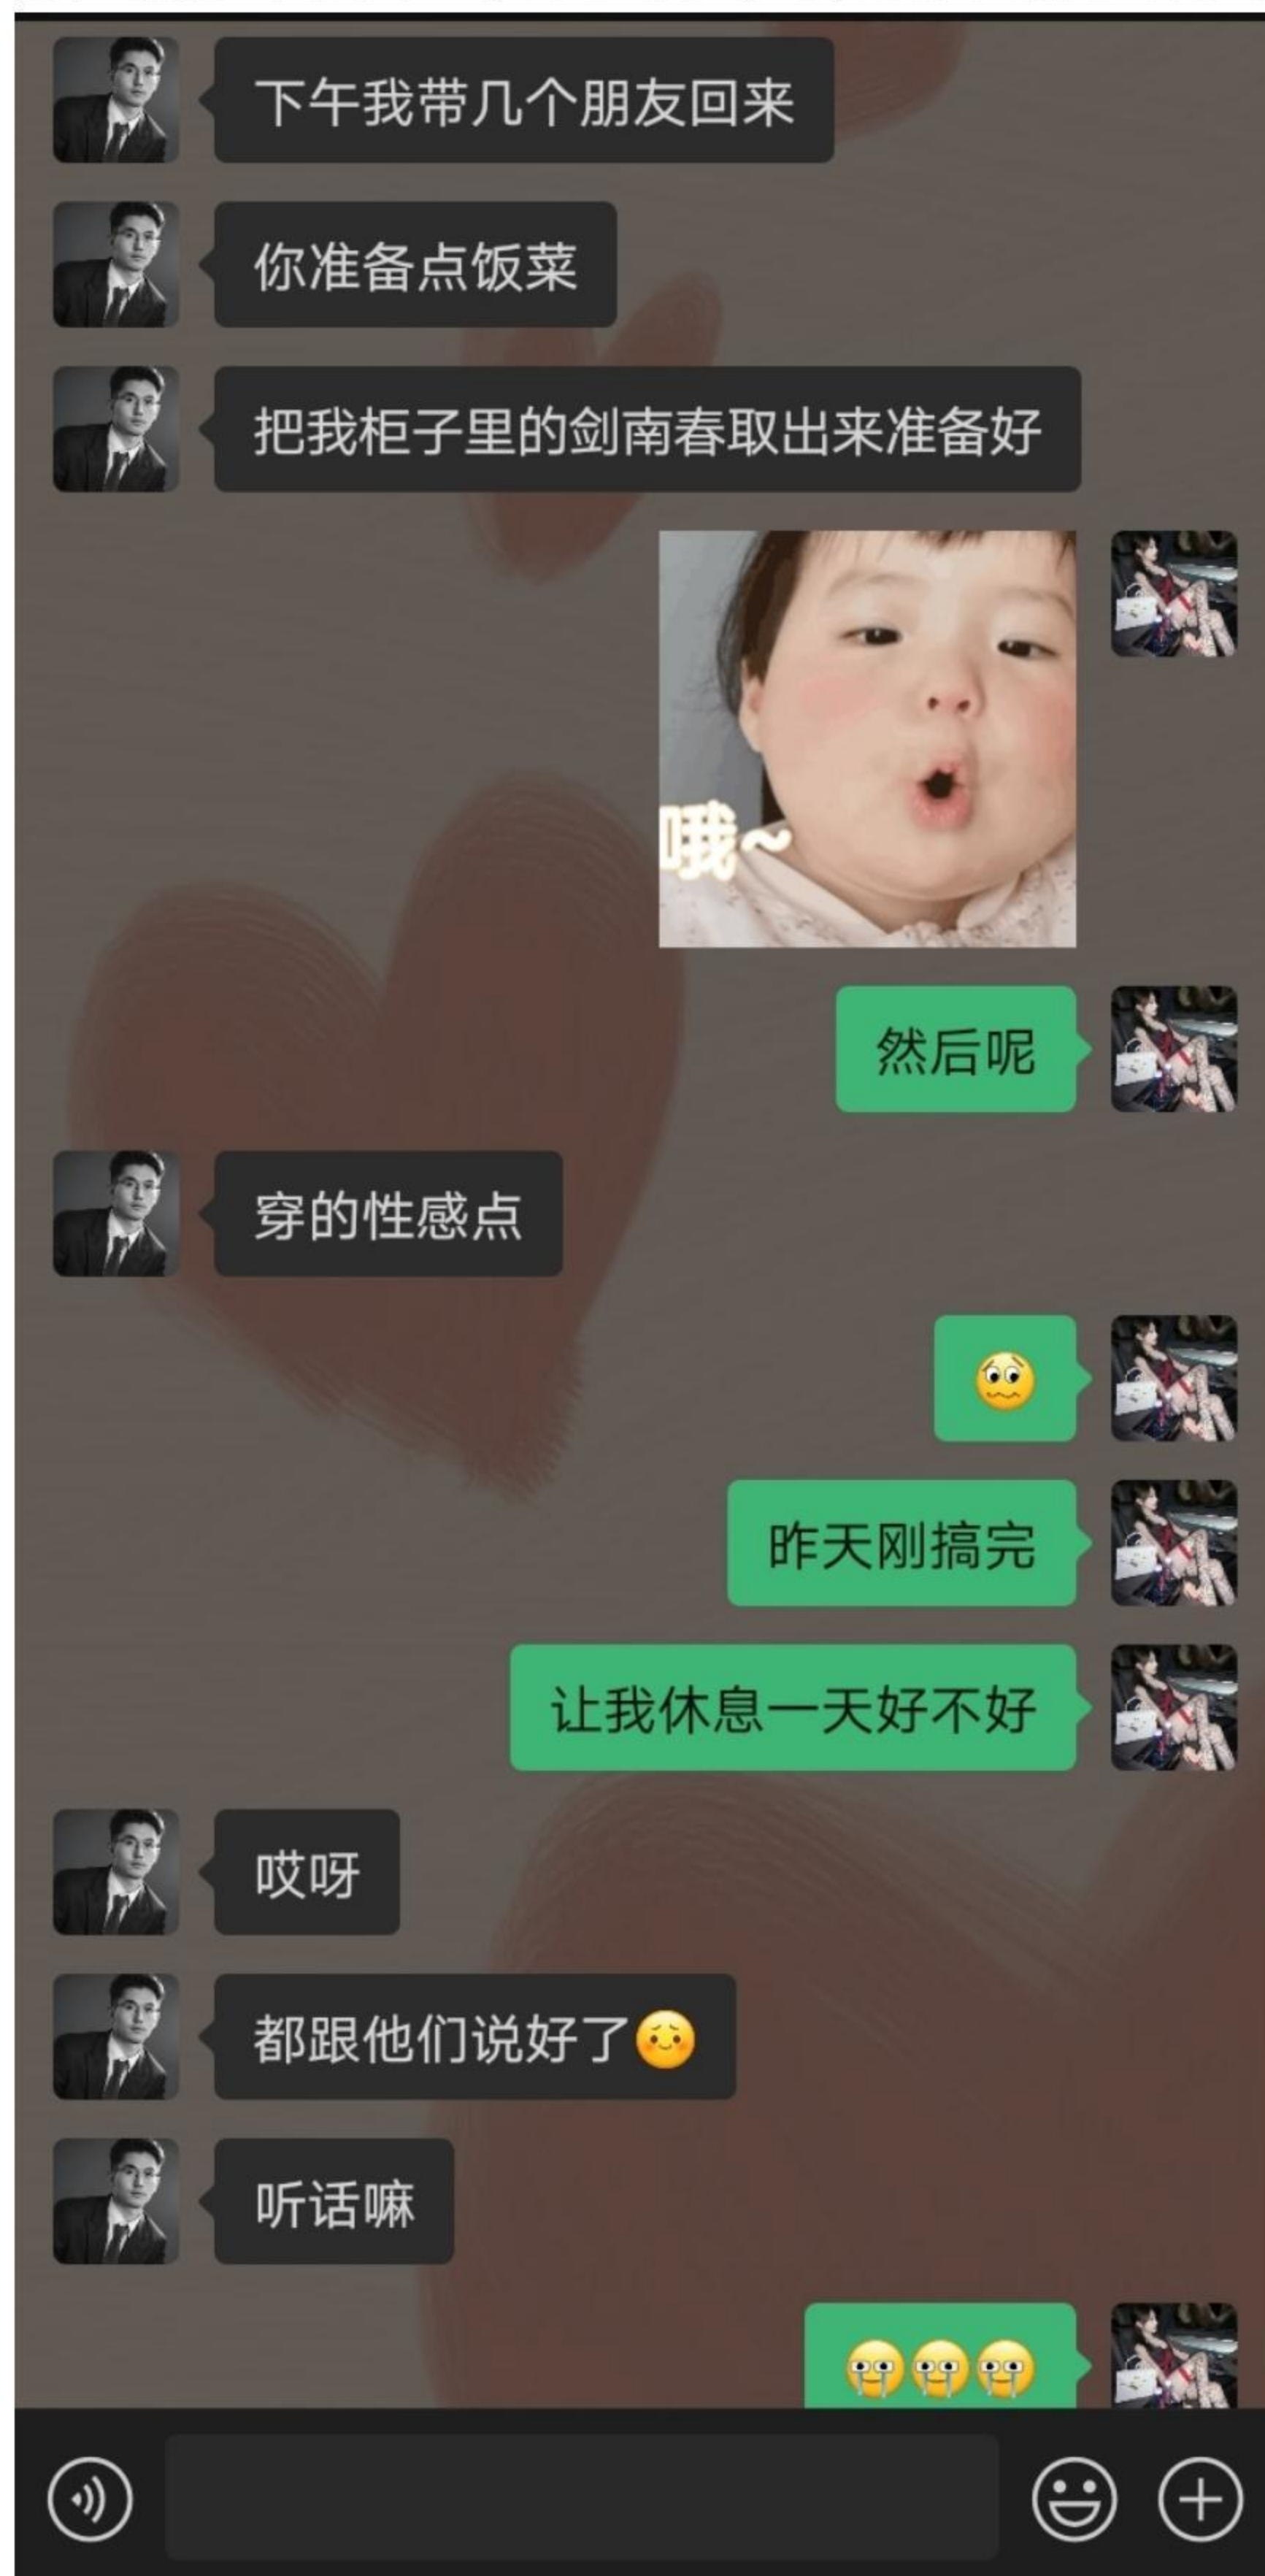 下午我带几个朋友回来
你准备点饭菜
把我柜子里的剑南春取出来准备好
哦~
然后呢
穿的性感点
昨天刚搞完
让我休息一天好不好
哎呀
都跟他们说好了
听话嘛